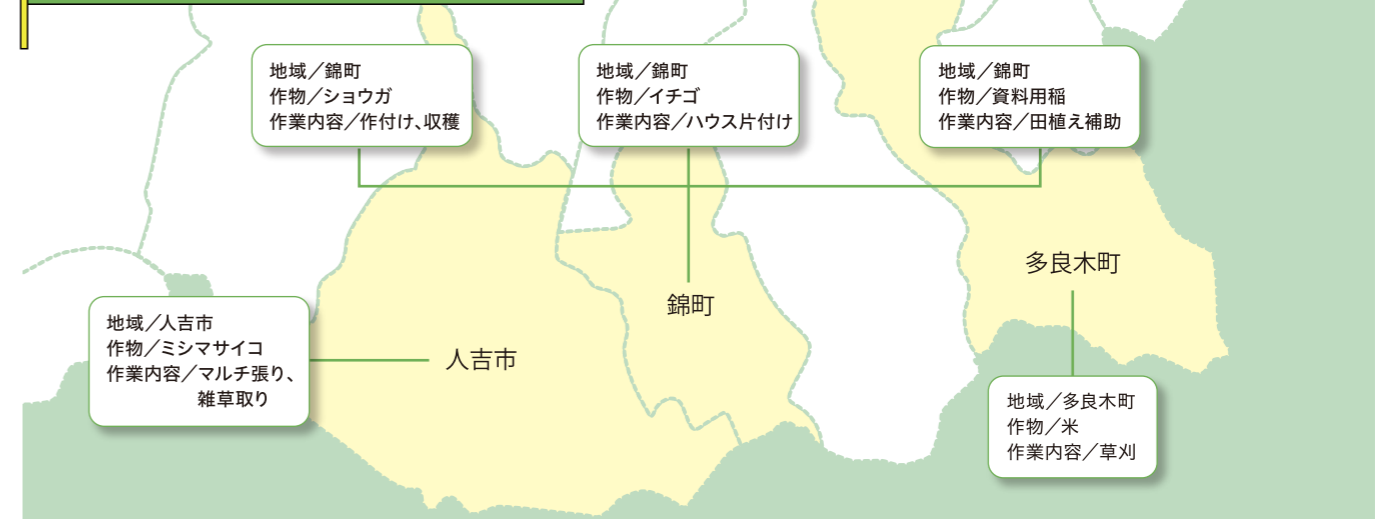 地域／錦町
作物／ショウガ
作業内容／作付け、収穫
地域／錦町
作物／イチゴ
作業内容／ハウス片付け
地域／錦町
作物／資料用稲
作業内容／田植え補助
多良木町
錦町
人吉市
地域／人吉市
作物／ミシマサイコ
作業内容／マルチ張り、
雑草取り
地域／多良木町
作物／米
作業内容／草刈